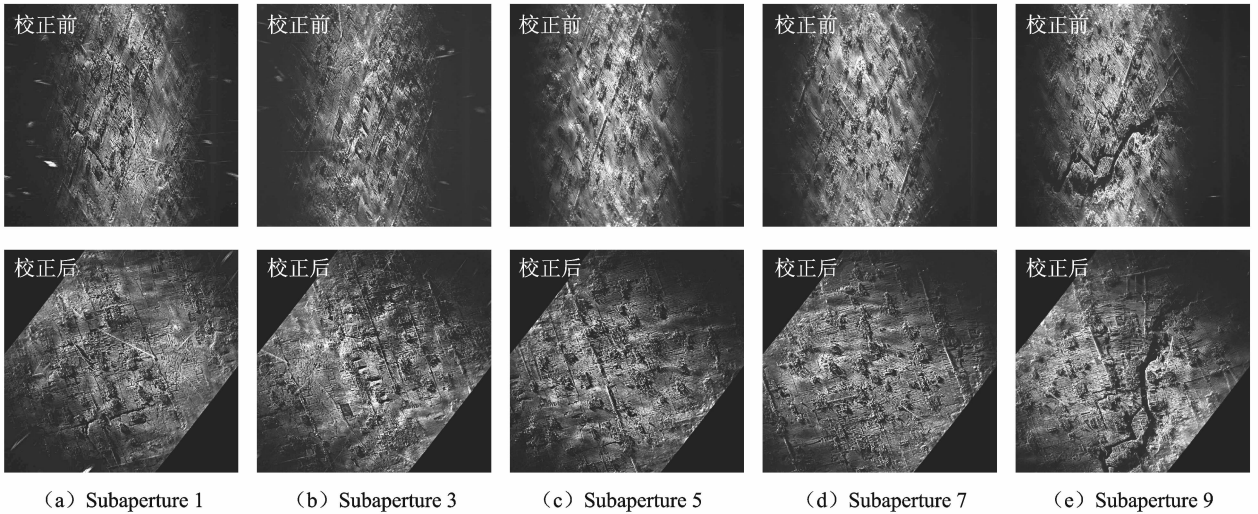 校正前 校正前 校正前 校正前 校正前
校正后 校正后 校正后 校正后 校正后
（a）Subaperture 1 （b）Subaperture 3 （c）Subaperture 5 （d）Subaperture 7 （e）Subaperture 9